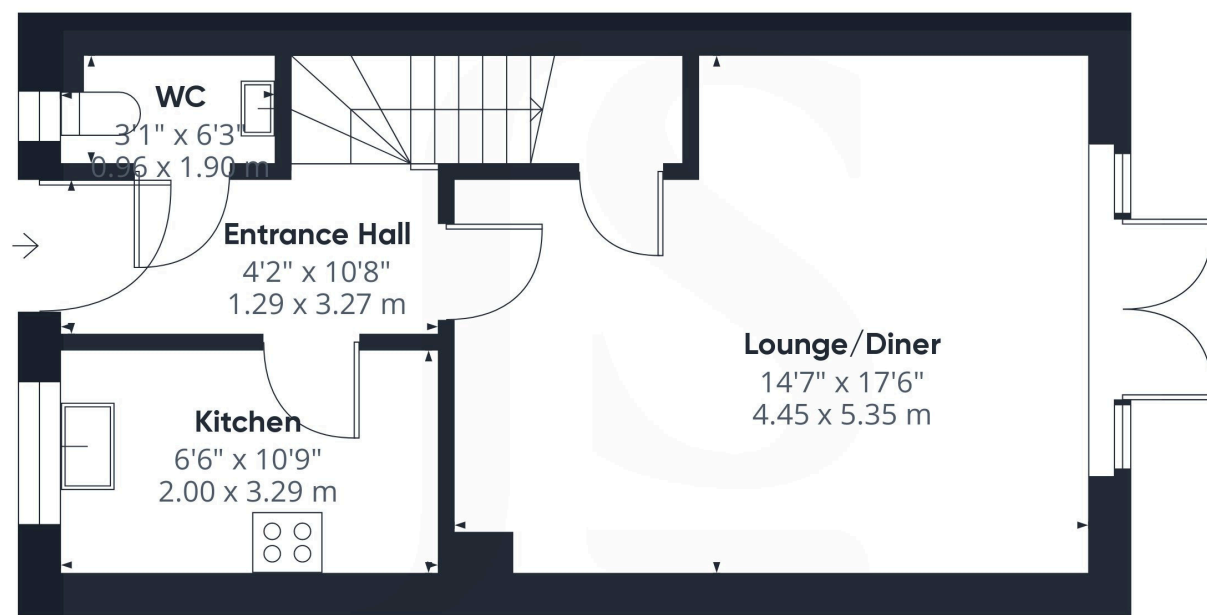 WC
3'1" x 6'3"
0.96 x 1.90 m
Entrance Hall
4'2" x 10'8"
1.29 x 3.27 m
Lounge/Diner
14'7" x 17'6"
4.45 x 5.35 m
Kitchen
6'6" x 10'9"
2.00 x 3.29 m